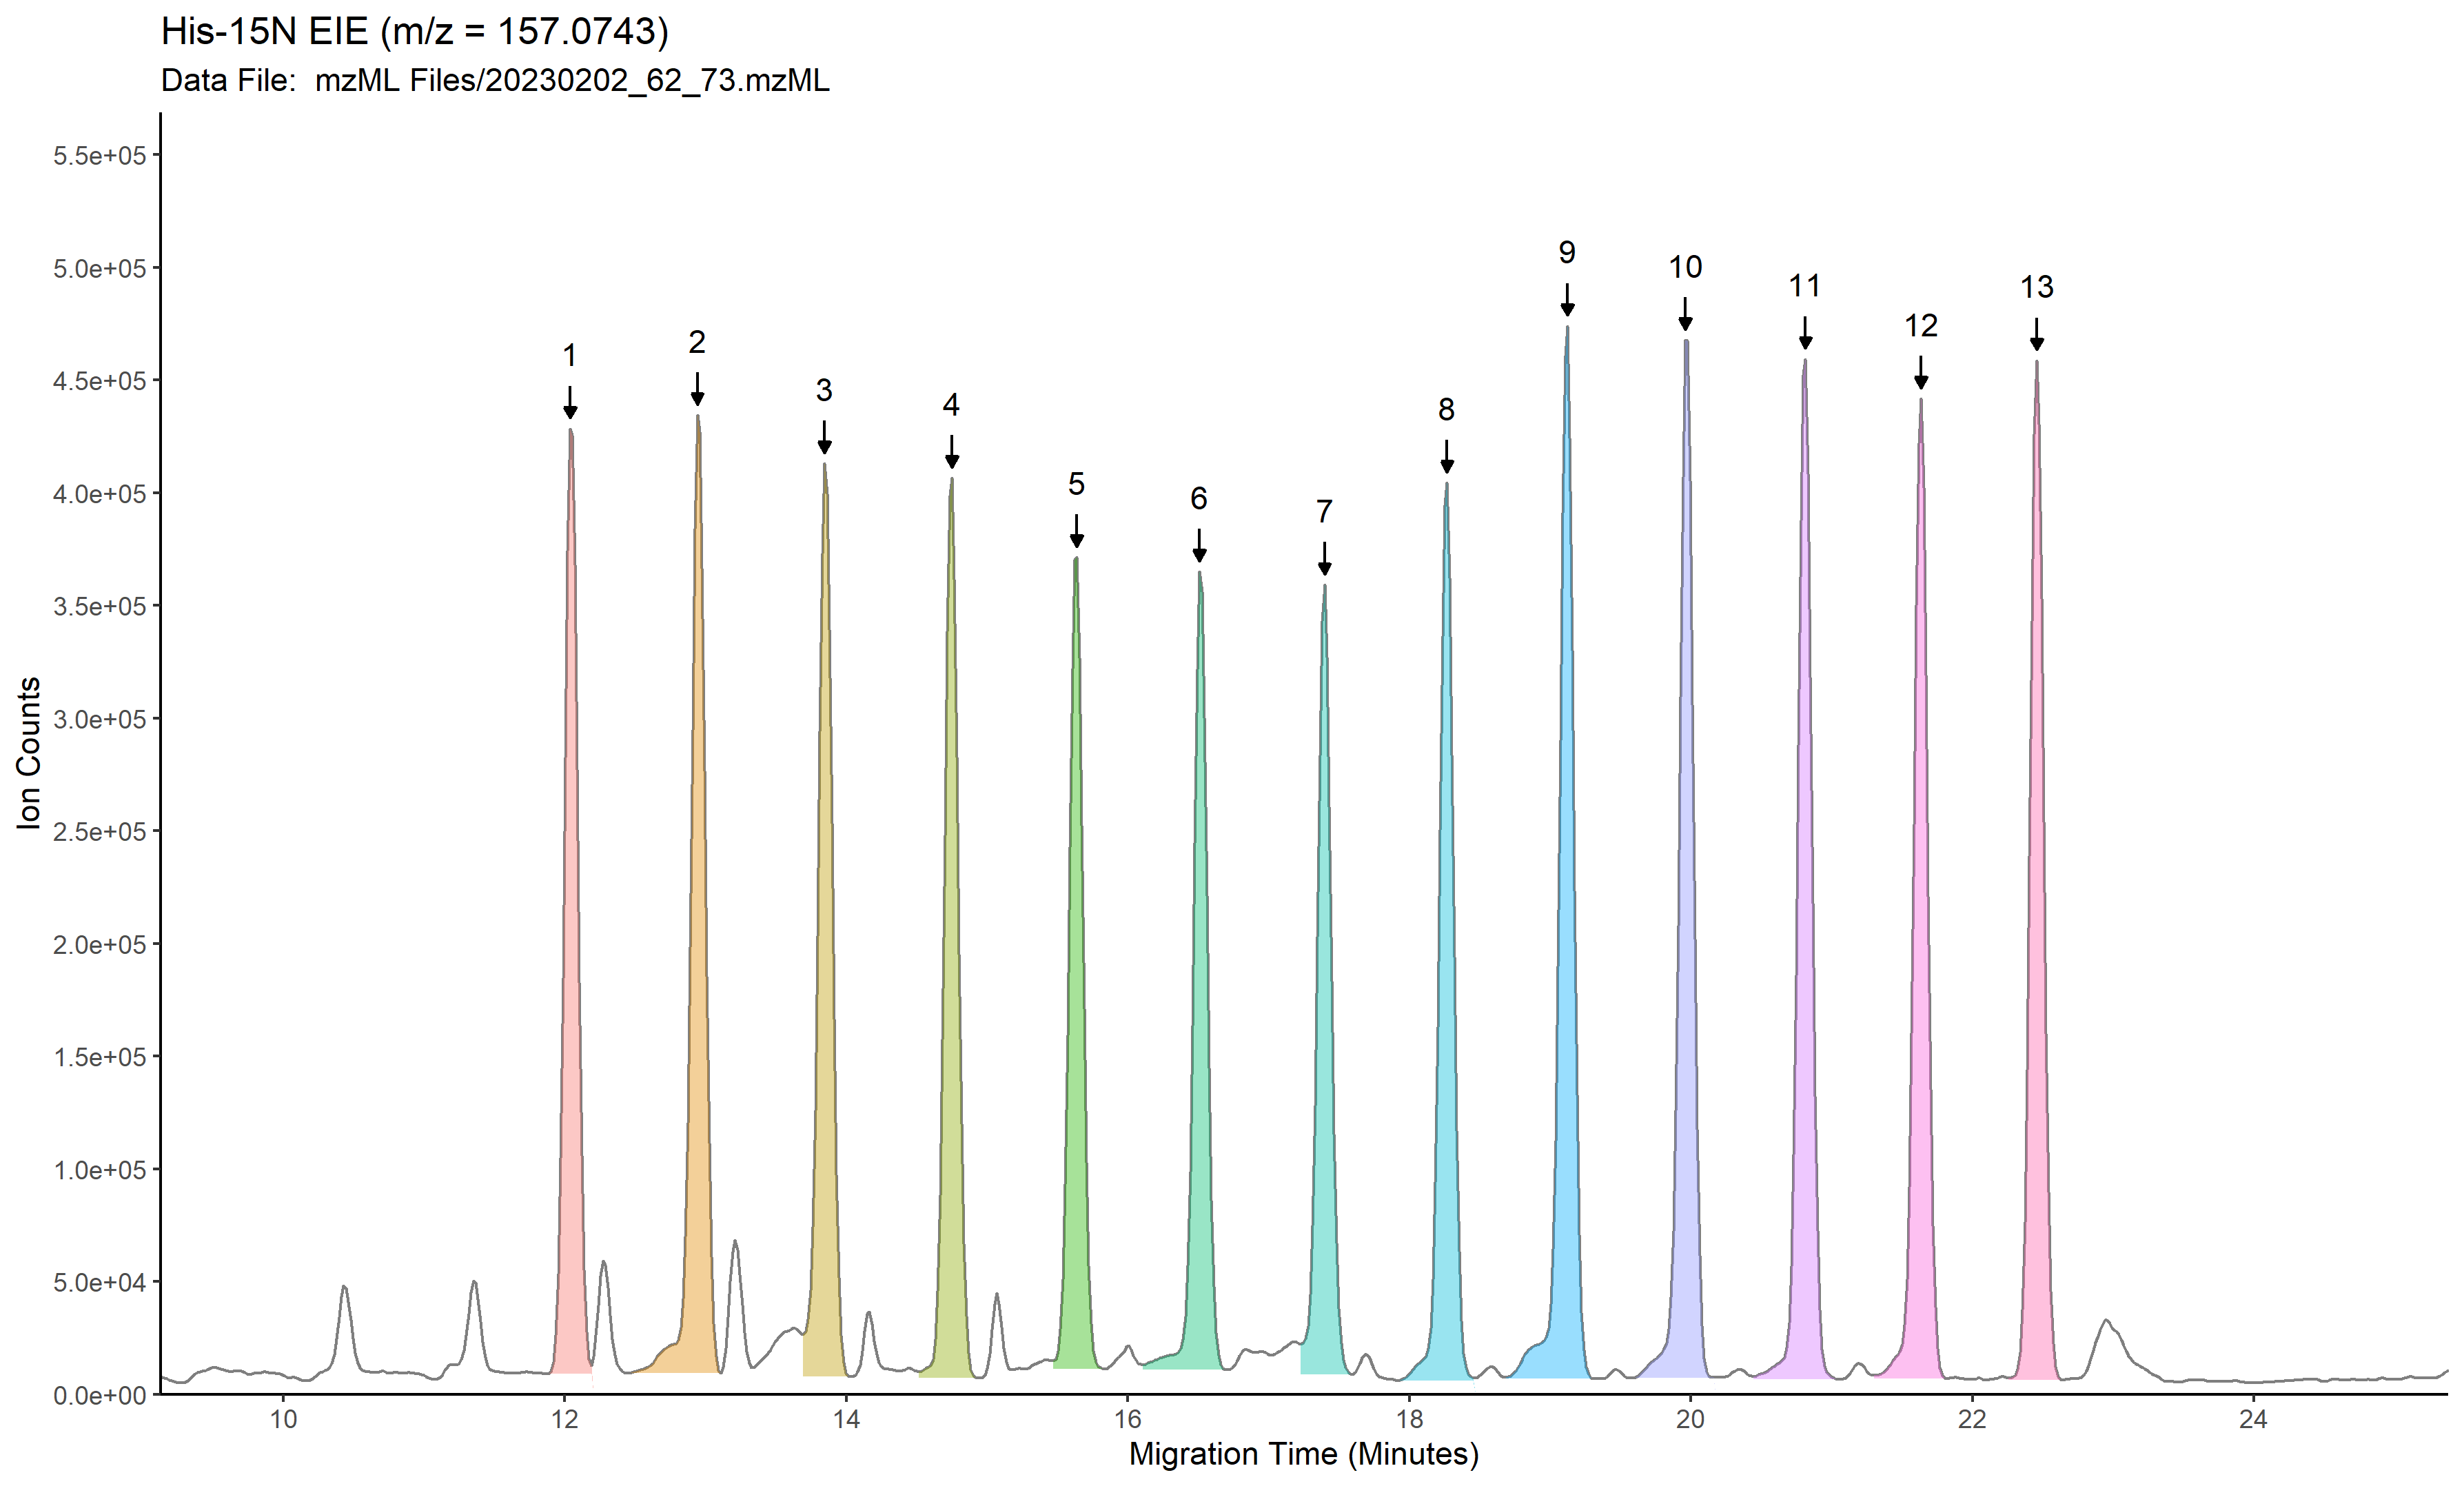 His-15N EIE (m/z = 157.0743)
Data File:  mzML Files/20230202_62_73.mzML
5.5e+05
5.0e+05
4.5e+05
4.0e+05
3.5e+05
3.0e+05
2.5e+05
2.0e+05
1.5e+05
1.0e+05
5.0e+04
0.0e+00
Ion Counts
1
2
3
4
5
6
7
8
9
10
11
12
13
10
12
14
16
18
20
22
24
Migration Time (Minutes)